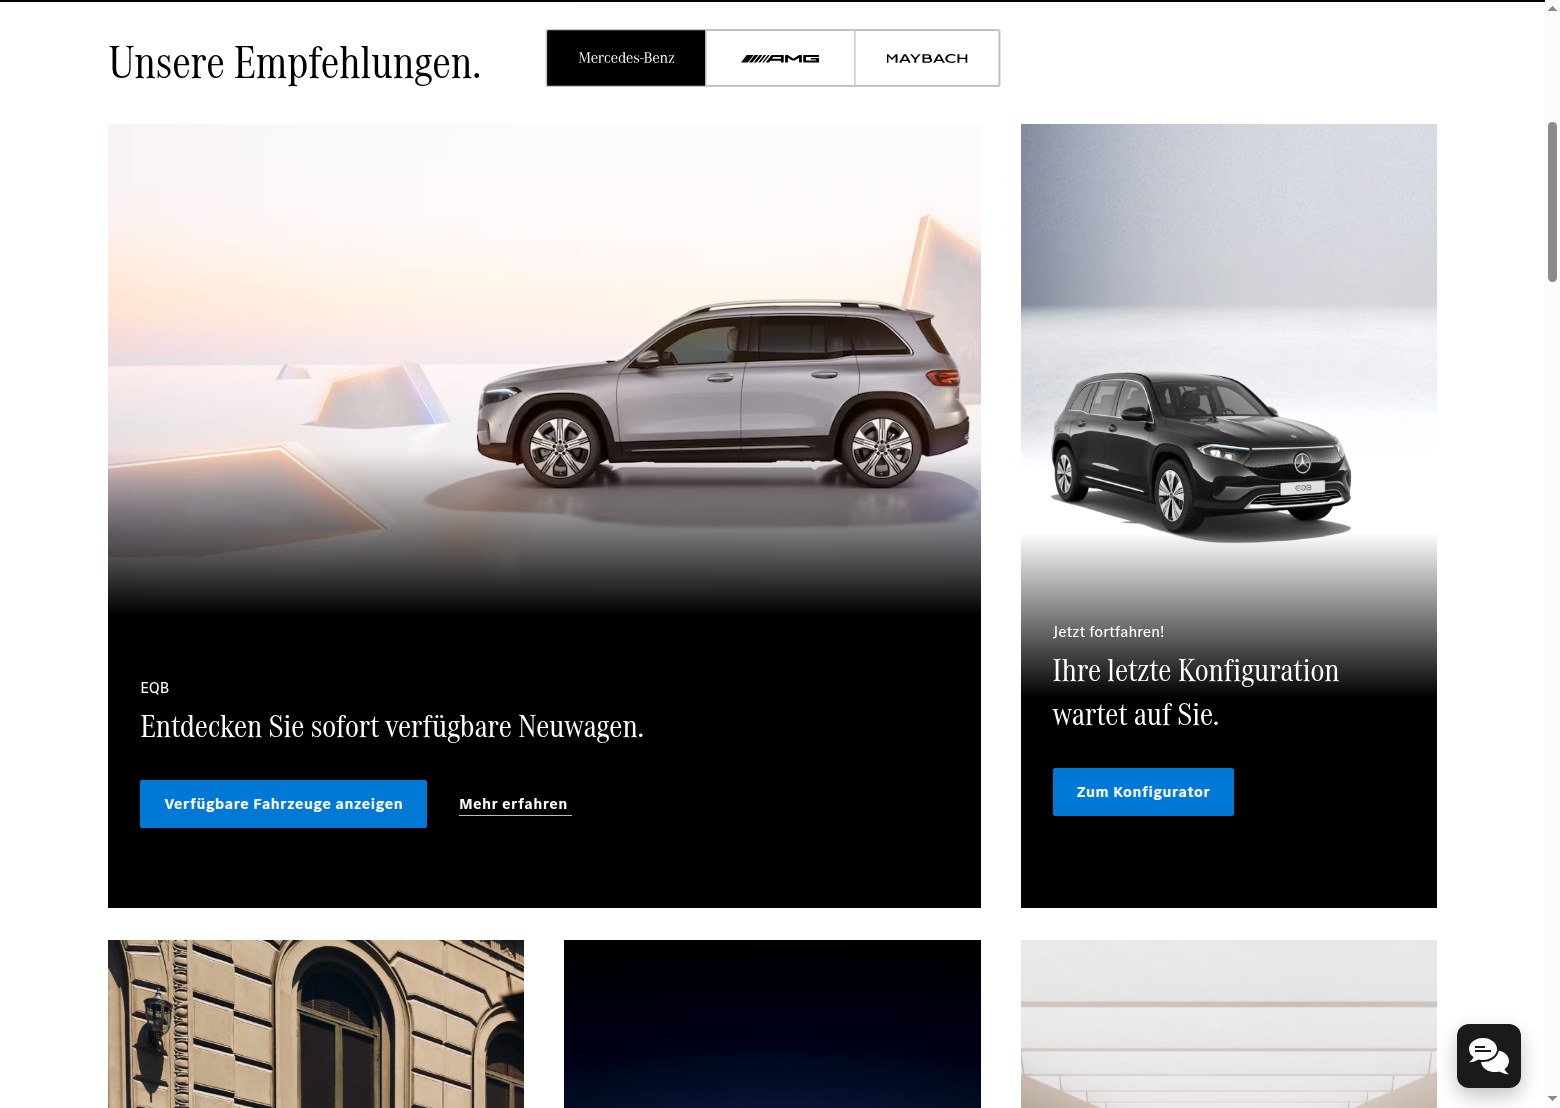 Unsere Empfehlungen.
Mercedes-Benz
AMG
MAYBACH
EQB
Entdecken Sie sofort verfügbare Neuwagen.
Verfügbare Fahrzeuge anzeigen
Mehr erfahren
EQB
Jetzt fortfahren!
Ihre letzte Konfiguration
wartet auf Sie.
Zum Konfigurator